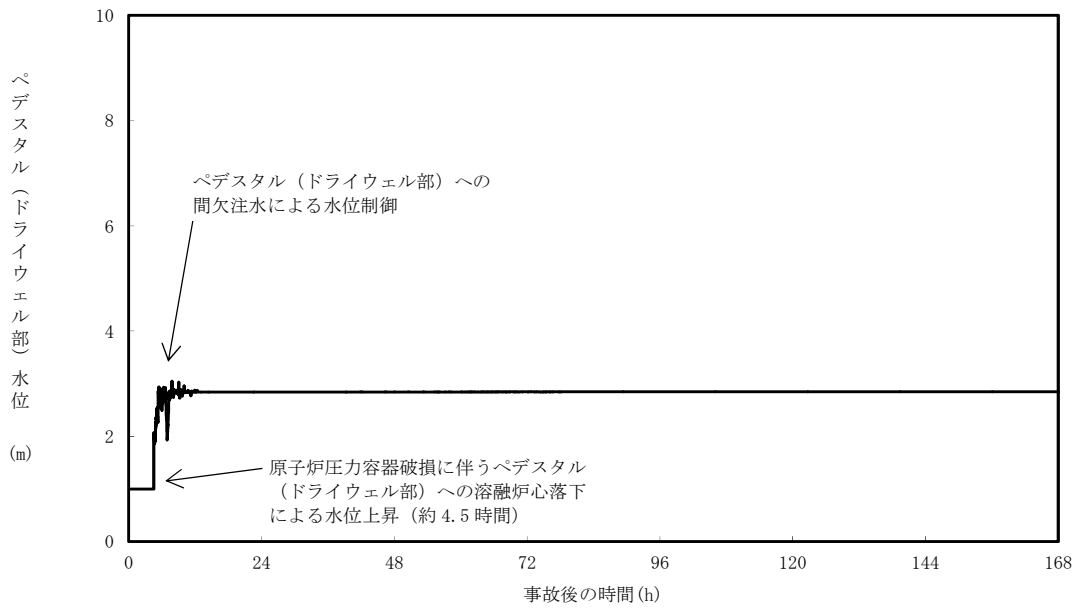 ペデスタル（ドライウェル部）水位 (m)
10
8
6
4
2
0
ペデスタル（ドライウェル部）への
間欠注水による水位制御
原子炉圧力容器破損に伴うペデスタル
（ドライウェル部）への溶融炉心落下
による水位上昇（約 4.5 時間）
0 24 48 72 96 120 144 168
事故後の時間(h)